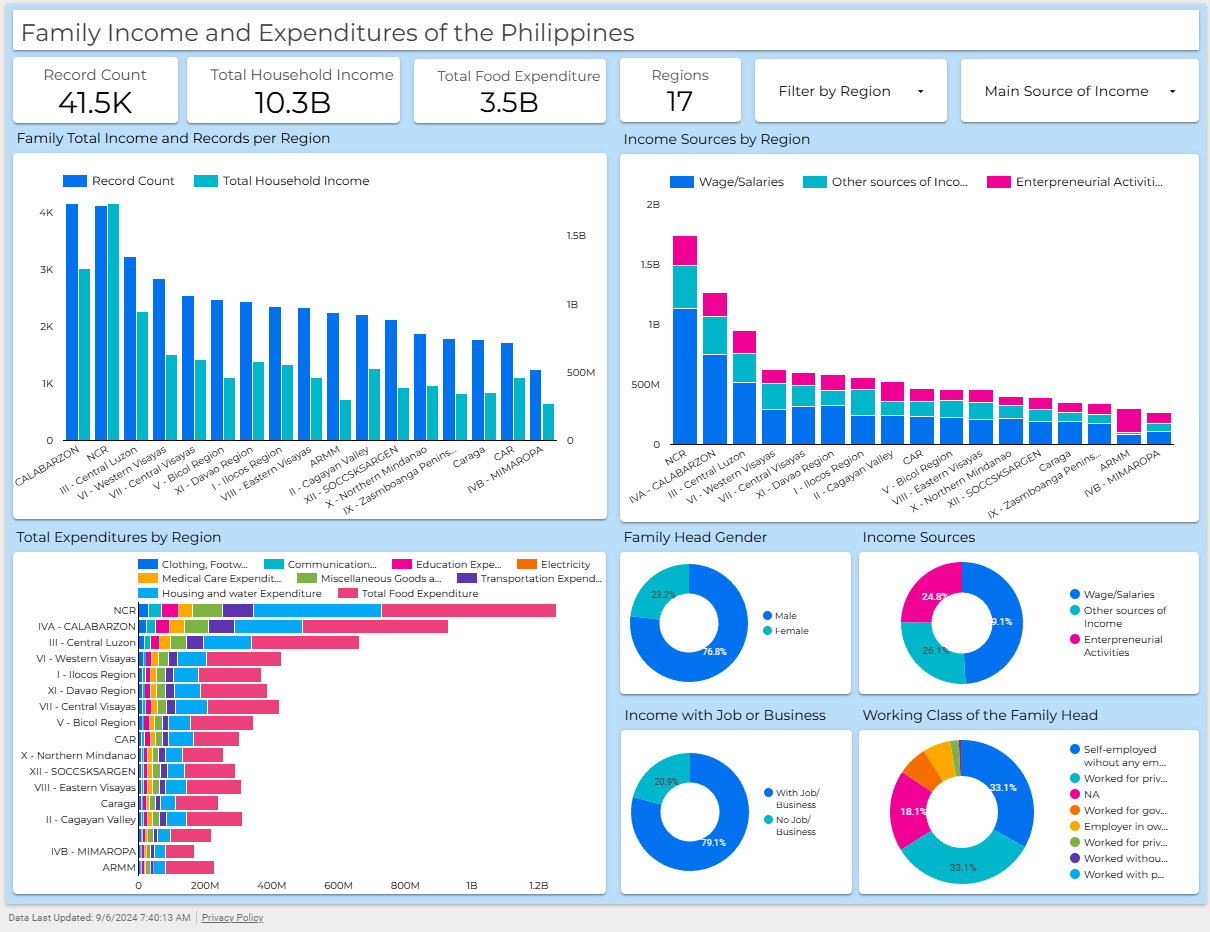 Family Income and Expenditures of the Philippines
Record Count
41.5K
Total Household Income
10.3B
Total Food Expenditure
3.5B
Regions
17
Filter by Region
Main Source of Income
Family Total Income and Records per Region
Record Count
Total Household Income
4K
3K
2K
1K
0
1.5B
1B
500M
0
CALABARZON
NCR
III - Central Luzon
VI - Western Visayas
VII - Central Visayas
V - Bicol Region
XI - Davao Region
I - Ilocos Region
VIII - Eastern Visayas
ARMM
II - Cagayan Valley
XII - SOCCSKSARGEN
X - Northern Mindanao
IX - Zasmboanga Penins...
Caraga
CAR
IVB - MIMAROPA
Income Sources by Region
Wage/Salaries
Other sources of Inco...
Enterpreneurial Activiti...
2B
1.5B
1B
500M
0
NCR
IVA - CALABARZON
III - Central Luzon
VI - Western Visayas
VII - Central Visayas
XI - Davao Region
I - Ilocos Region
II - Cagayan Valley
CAR
V - Bicol Region
VIII - Eastern Visayas
X - Northern Mindanao
XII - SOCCSKSARGEN
Caraga
IX - Zasmboanga Penins...
ARMM
IVB - MIMAROPA
Total Expenditures by Region
Clothing, Footw...
Communication...
Education Expe...
Electricity
Medical Care Expendit...
Miscellaneous Goods a...
Transportation Expend...
Housing and water Expenditure
Total Food Expenditure
NCR
IVA - CALABARZON
III - Central Luzon
VI - Western Visayas
I - Ilocos Region
XI - Davao Region
VII - Central Visayas
V - Bicol Region
CAR
X - Northern Mindanao
XII - SOCCSKSARGEN
VIII - Eastern Visayas
Caraga
II - Cagayan Valley
IVB - MIMAROPA
ARMM
0
200M
400M
600M
800M
1B
1.2B
Family Head Gender
23.2%
76.8%
Male
Female
Income Sources
24.8%
9.1%
26.1%
Wage/Salaries
Other sources of
Income
Enterpreneurial
Activities
Income with Job or Business
20.9%
79.1%
With Job/
Business
No Job/
Business
Working Class of the Family Head
33.1%
18.1%
33.1%
Self-employed
wihout any em...
Worked for priv...
NA
Worked for gov...
Employer in ow...
Worked for priv...
Worked withou...
Worked with p...
Data Last Updated: 9/6/2024 7:40:13 AM
Privacy Policy